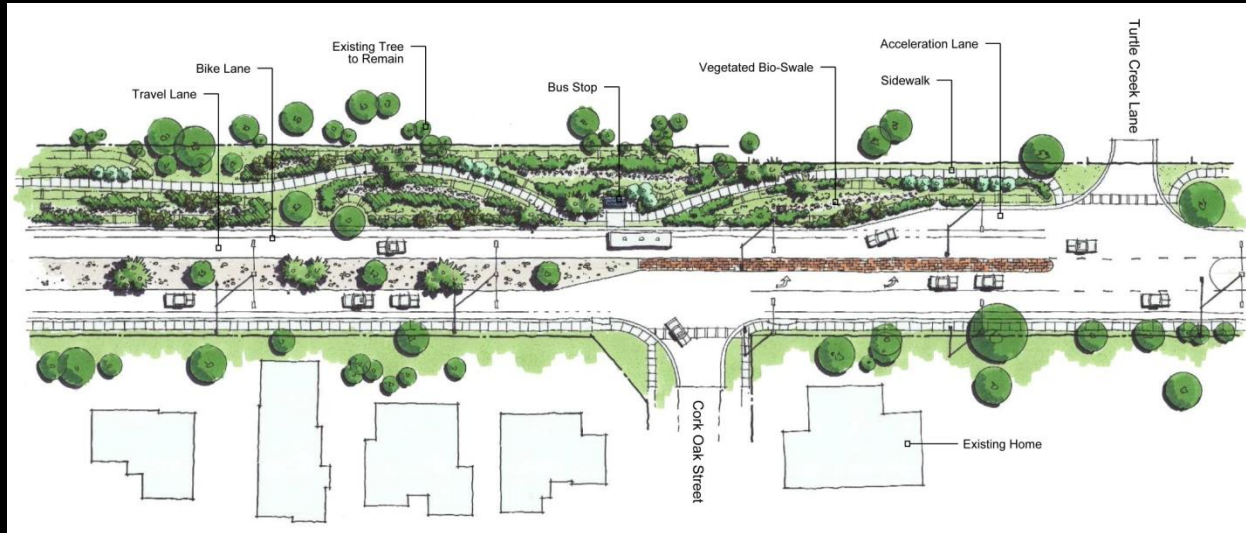 Existing Tree
to Remain
Bike Lane
Travel Lane
Bus Stop
Vegetated Bio-Swale
Acceleration Lane
Sidewalk
Turtle Creek Lane
Cork Oak Street
Existing Home